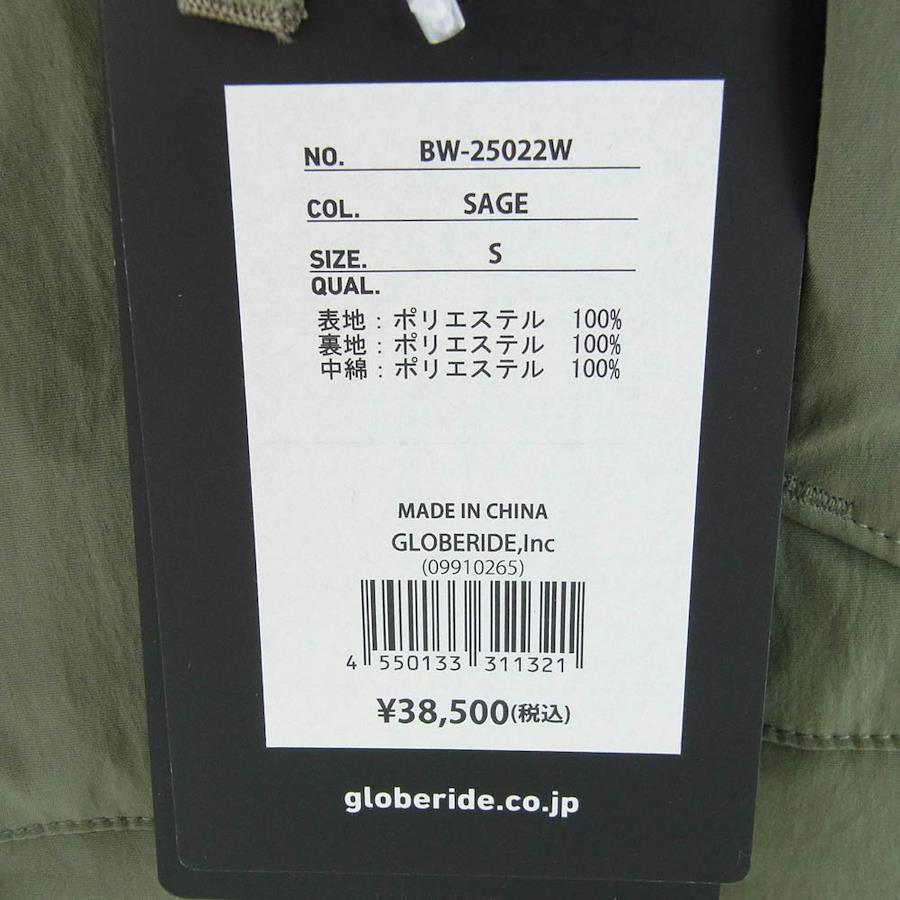 NO. BW-25022W
COL. SAGE
SIZE. S
QUAL.
表地：ポリエステル 100%
裏地：ポリエステル 100%
中綿：ポリエステル 100%
MADE IN CHINA
GLOBERIDE,Inc
(09910265)
4 550133 311321
¥38,500(税込)
globeride.co.jp